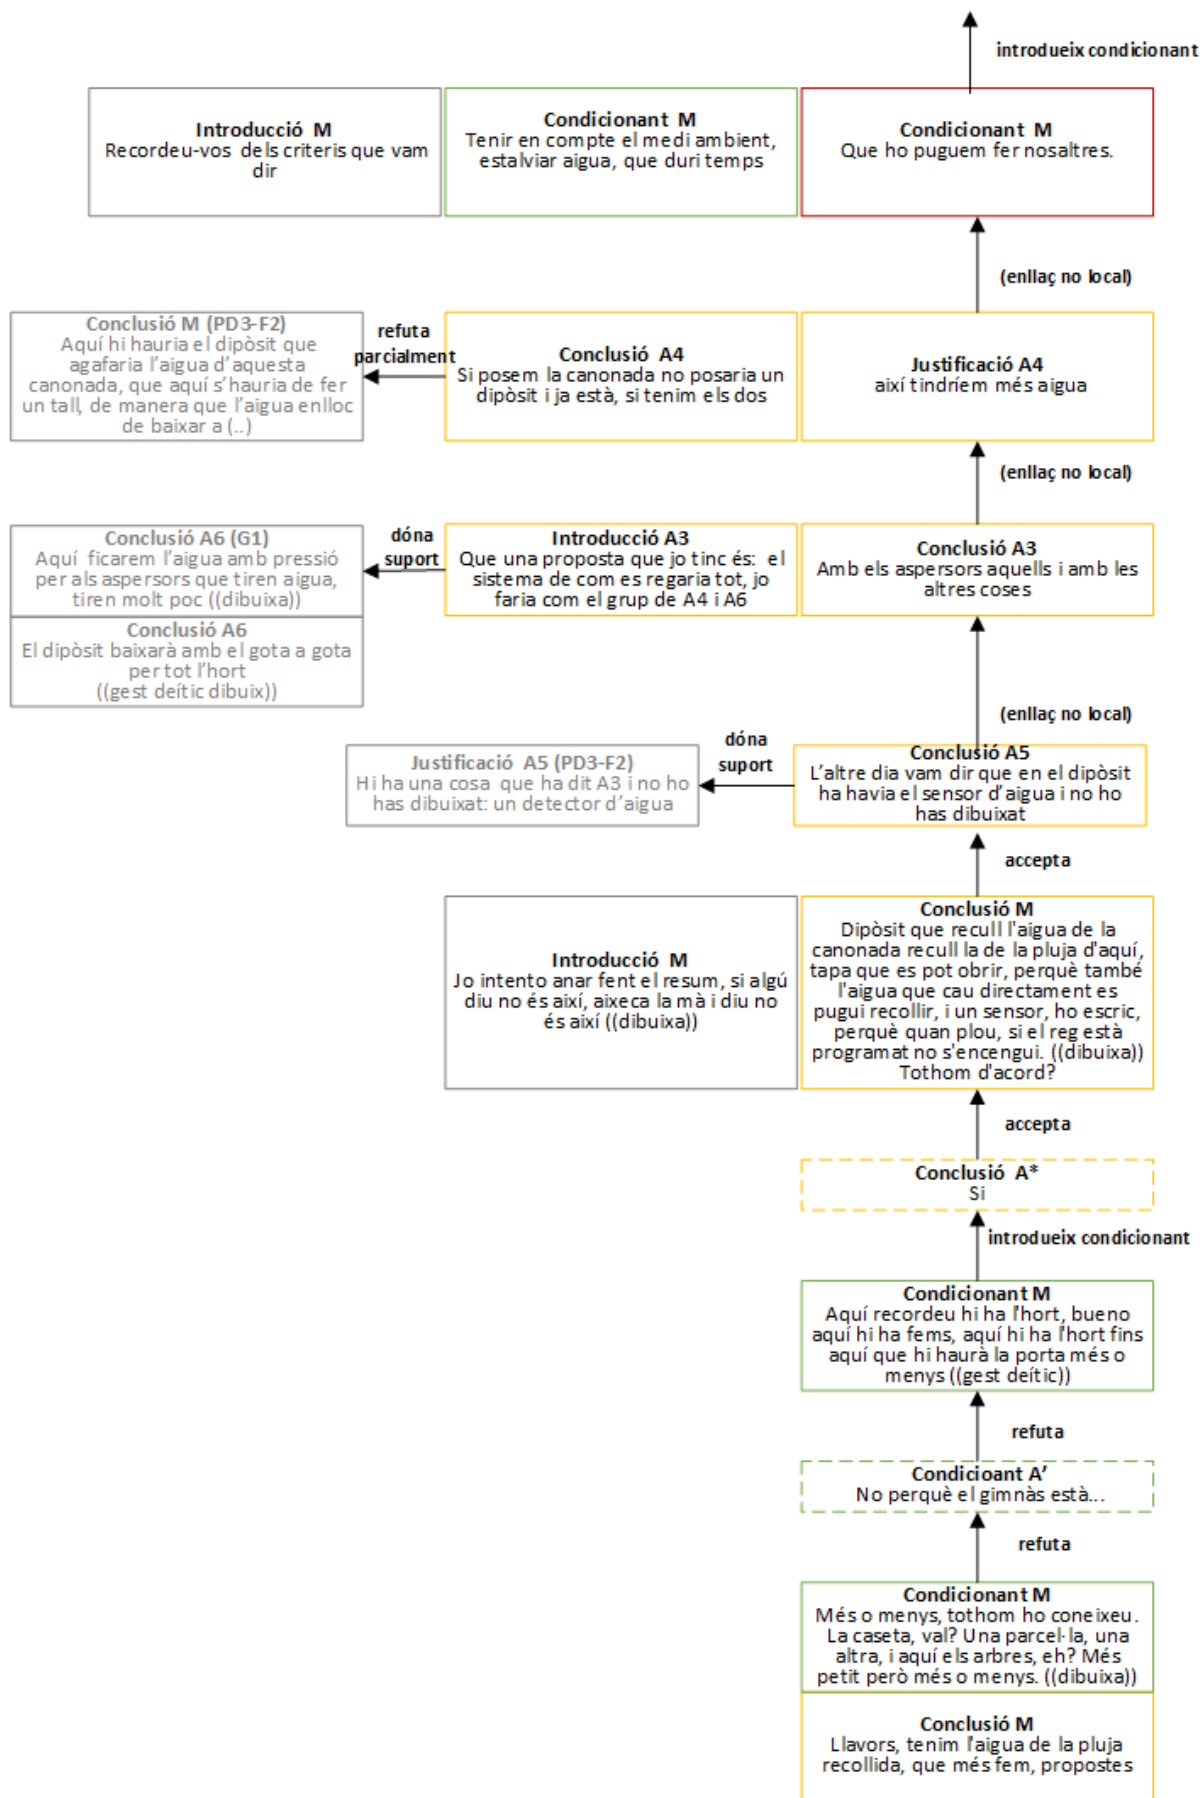 introdueix condicionant
Introducció M
Recordeu-vos dels criteris que vam
dir
Condicionant M
Tenir en compte el medi ambient,
estalviar aigua, que duri temps
Condicionant M
Que ho puguem fer nosaltres.
(enllaç no local)
Conclusió M (PD3-F2)
Aquí hi hauria el dipòsit que
agafaria l'aigua d'aquesta
canonada, que aquí s'hauria de fer
un tall, de manera que l'aigua enlloc
de baixar a (..)
refuta
parcialment
Conclusió A4
Si posem la canonada no posaria un
dipòsit i ja està, si tenim els dos
Justificació A4
així tindríem més aigua
(enllaç no local)
Conclusió A6 (G1)
Aquí ficarem l'aigua amb pressió
per als aspersors que tiren aigua,
tiren molt poc ((dibuixa))
Conclusió A6
El dipòsit baixarà amb el gota a gota
per tot l'hort
((gest deític dibuix))
dóna
suport
Introducció A3
Que una proposta que jo tinc és: el
sistema de com es regaria tot, jo
faria com el grup de A4 i A6
Conclusió A3
Amb els aspersors aquells i amb les
altres coses
(enllaç no local)
Justificació A5 (PD3-F2)
Hi ha una cosa que ha dit A3 i no ho
has dibuixat: un detector d'aigua
dóna
suport
Conclusió A5
L'altre dia vam dir que en el dipòsit
ha havia el sensor d'aigua i no ho
has dibuixat
accepta
Introducció M
Jo intento anar fent el resum, si algú
diu no és així, aixeca la mà i diu no
és així ((dibuixa))
Conclusió M
Dipòsit que recull l'aigua de la
canonada recull la de la pluja d'aquí,
tapa que es pot obrir, perquè també
l'aigua que cau directament es
pugui recollir, i un sensor, ho escric,
perquè quan plou, si el reg està
programat no s'encengui. ((dibuixa))
Tothom d'acord?
accepta
Conclusió A*
Si
introdueix condicionant
Condicionant M
Aquí recordeu hi ha l'hort, bueno
aquí hi ha fems, aquí hi ha l'hort fins
aquí que hi haurà la porta més o
menys ((gest deític))
refuta
Condicioant A'
No perquè el gimnàs està...
refuta
Condicionant M
Més o menys, tothom ho coneixeu.
La caseta, val? Una parcel·la, una
altra, i aquí els arbres, eh? Més
petit però més o menys. ((dibuixa))
Conclusió M
Llavors, tenim l'aigua de la pluja
recollida, que més fem, propostes